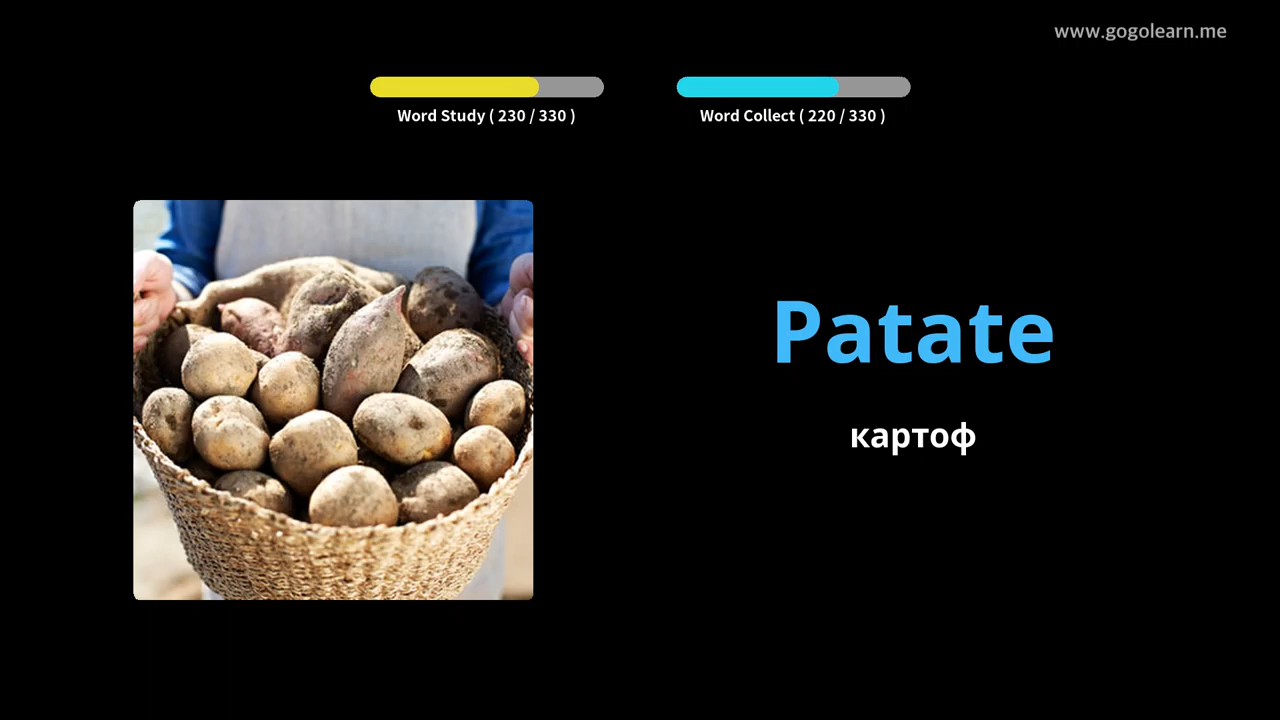 www.gogolearn.me
Word Study ( 230 / 330 )
Word Collect ( 220 / 330 )
Patate
картоф